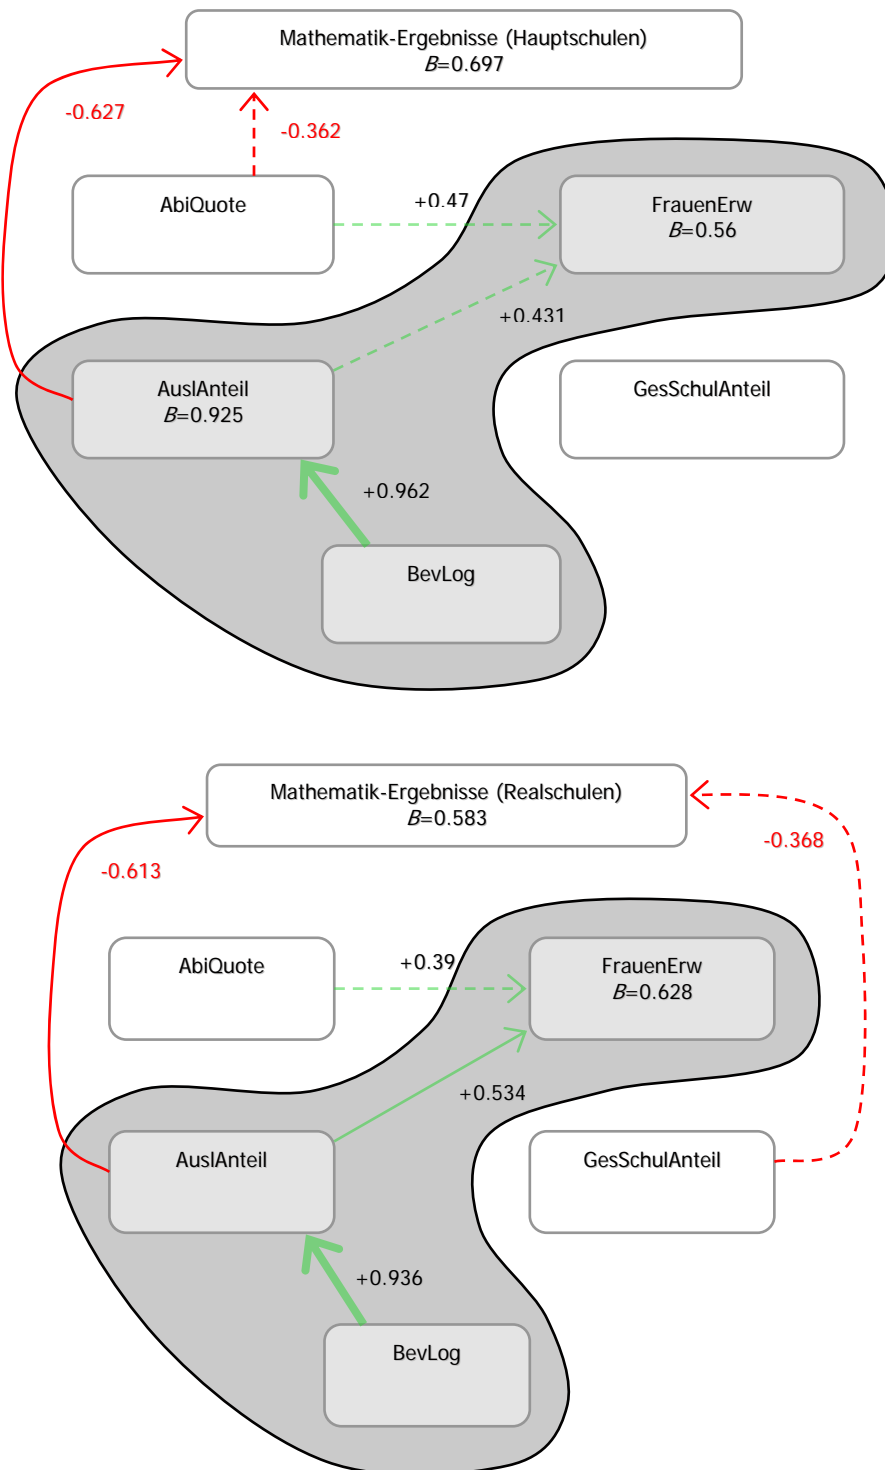 Mathematik-Ergebnisse (Hauptschulen)
B=0.697
-0.627
-0.362
AbiQuote
+0.47
FrauenErw
B=0.56
+0.431
AuslAnteil
B=0.925
GesSchulAnteil
+0.962
BevLog
Mathematik-Ergebnisse (Realschulen)
B=0.583
-0.613
-0.368
AbiQuote
+0.39
FrauenErw
B=0.628
+0.534
AuslAnteil
GesSchulAnteil
+0.936
BevLog